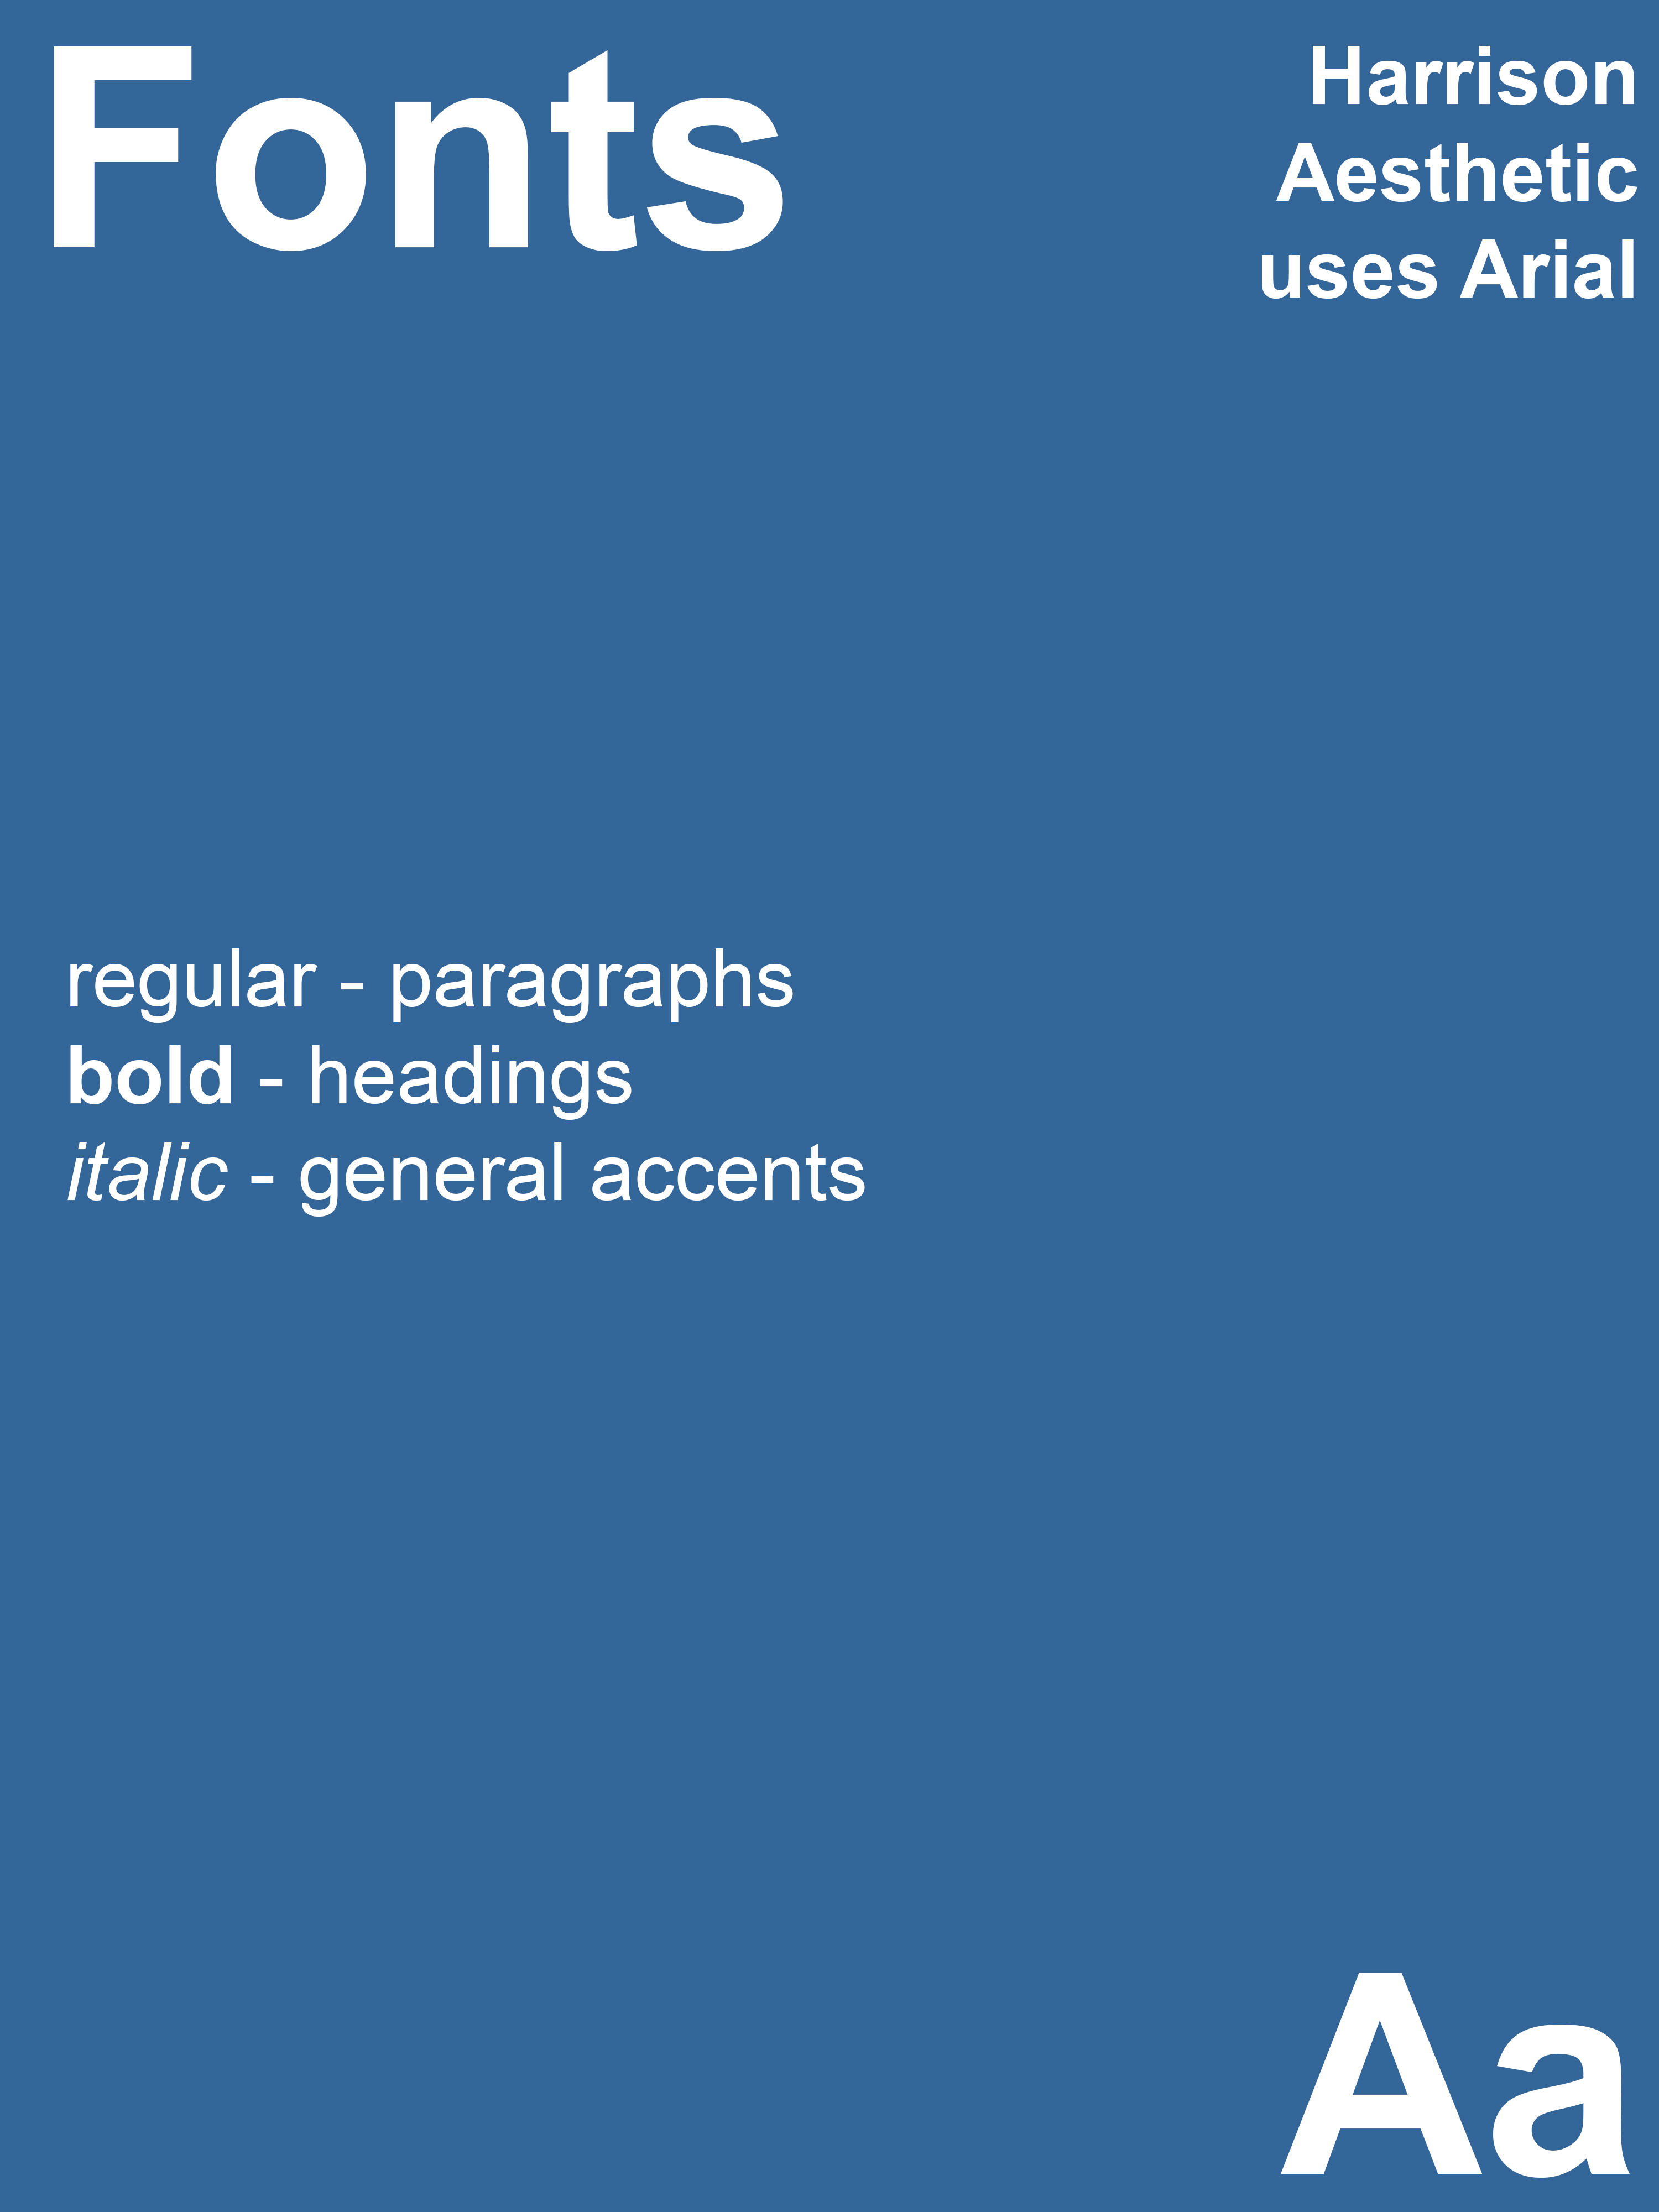 Fonts
Harrison
Aesthetic
uses Arial
regular - paragraphs
bold - headings
italic - general accents
Aa